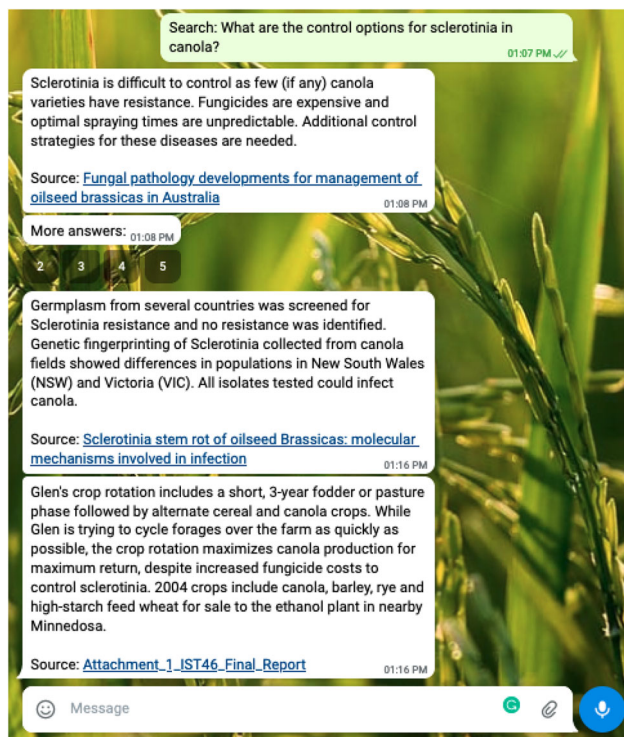 Search: What are the control options for sclerotinia in
canola?
01:07 PM
Sclerotinia is difficult to control as few (if any) canola
varieties have resistance. Fungicides are expensive and
optimal spraying times are unpredictable. Additional control
strategies for these diseases are needed.
Source: Fungal pathology developments for management of
oilseed brassicas in Australia
01:08 PM
More answers: 01:08 PM
2 3 4 5
Germplasm from several countries was screened for
Sclerotinia resistance and no resistance was identified.
Genetic fingerprinting of Sclerotinia collected from canola
fields showed differences in populations in New South Wales
(NSW) and Victoria (VIC). All isolates tested could infect
canola.
Source: Sclerotinia stem rot of oilseed Brassicas: molecular
mechanisms involved in infection
01:16 PM
Glen's crop rotation includes a short, 3-year fodder or pasture
phase followed by alternate cereal and canola crops. While
Glen is trying to cycle forages over the farm as quickly as
possible, the crop rotation maximizes canola production for
maximum return, despite increased fungicide costs to
control sclerotinia. 2004 crops include canola, barley, rye and
high-starch feed wheat for sale to the ethanol plant in nearby
Minnedosa.
Source: Attachment_1_IST46_Final_Report
01:16 PM
Message